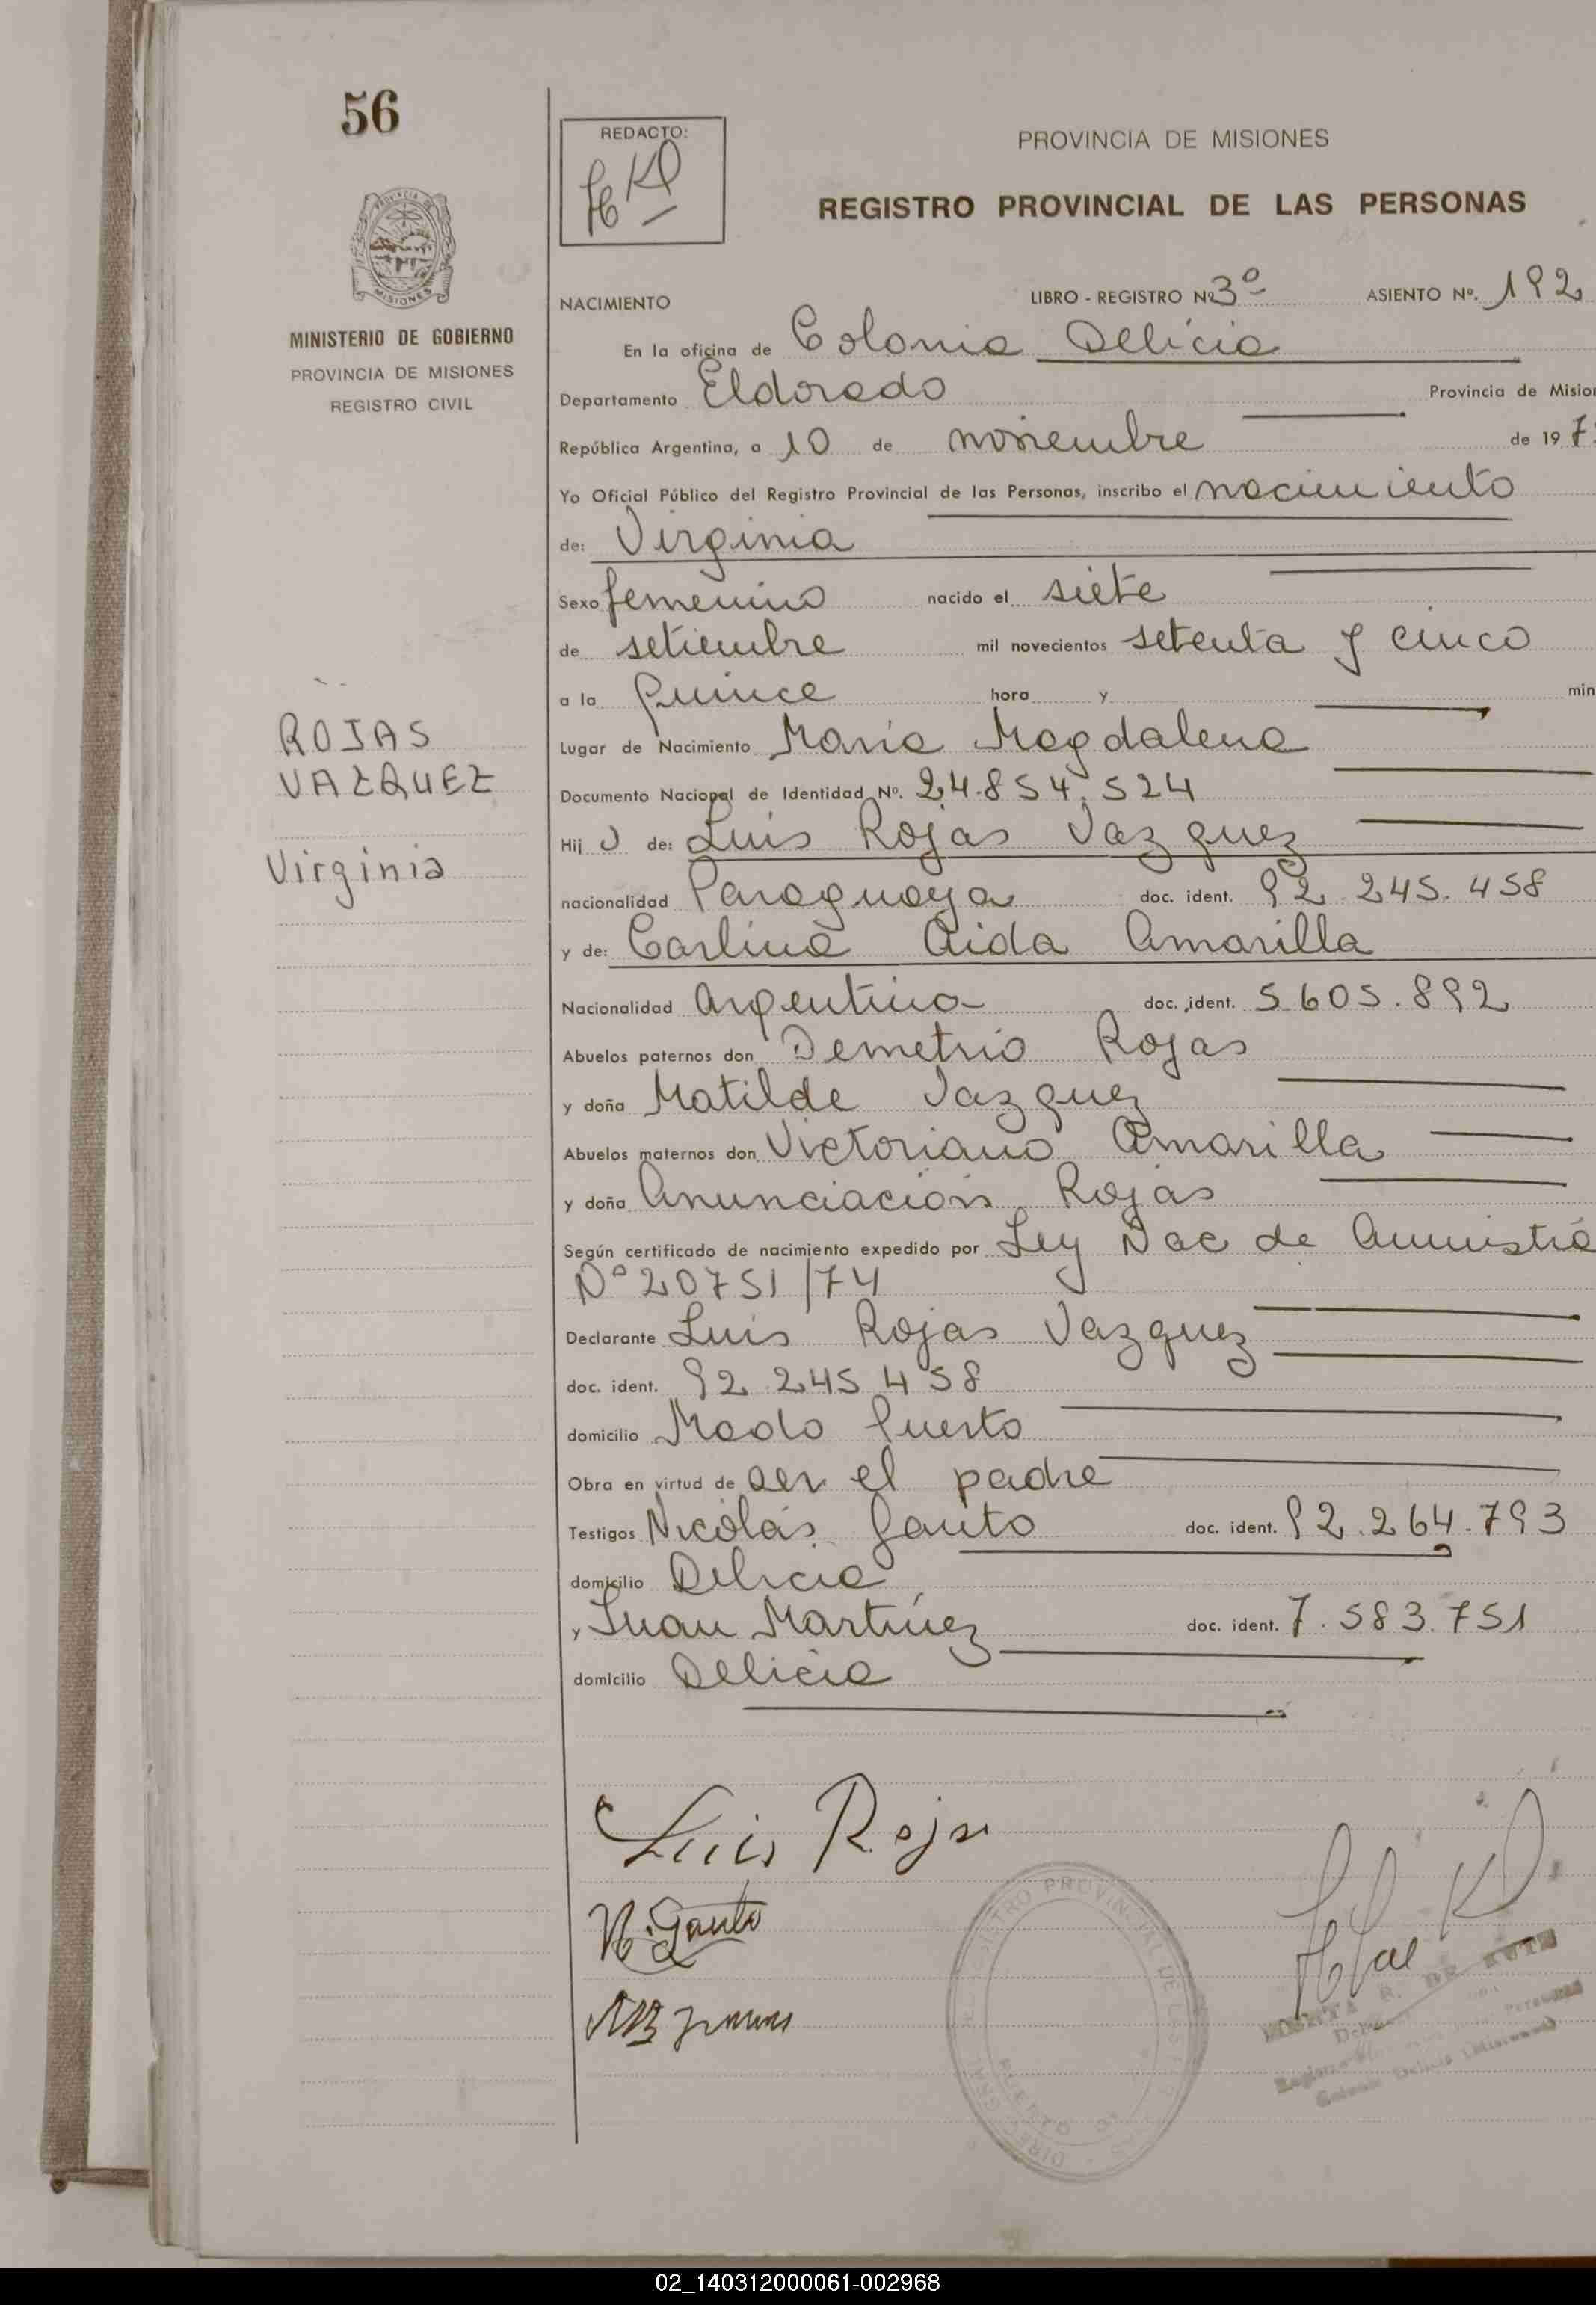 56
REDACTO:
PROVINCIA DE MISIONES
REGISTRO PROVINCIAL DE LAS PERSONAS
PROVINCIA DE
MISIONES
MINISTERIO DE GOBIERNO
PROVINCIA DE MISIONES
REGISTRO CIVIL
NACIMIENTO LIBRO - REGISTRO Nº 3º ASIENTO Nº. 192
En la oficina de Colonia Delicia
Departamento Eldorado Provincia de Mision
República Argentina, a 10 de noviembre de 19 7
Yo Oficial Público del Registro Provincial de las Personas, inscribo el nacimiento
de: Virginia
Sexo femenino nacido el siete
de setiembre mil novecientos setenta y cinco
a la quince hora y min
ROJAS
VAZQUEZ
Virginia
Lugar de Nacimiento María Magdalena
Documento Nacional de Identidad Nº. 24.854.524
Hij de: Luis Rojas Vazquez
nacionalidad Paraguaya doc. ident. 92.245.458
y de: Carlina Aida Amarilla
Nacionalidad Argentina doc. ident. 5.605.892
Abuelos paternos don Demetrio Rojas
y doña Matilde Vazquez
Abuelos maternos don Victoriano Amarilla
y doña Anunciación Rojas
Según certificado de nacimiento expedido por Ley Nac de Amnistía
Nº 20751/74
Declarante Luis Rojas Vazquez
doc. ident. 92.245.458
domicilio Mado Puerto
Obra en virtud de ser el padre
Testigos Nicolás Gauto doc. ident. 92.264.793
domicilio Delicia
y Juan Martínez doc. ident. 7.583.751
domicilio Delicia
Luis Rojas
N. Gauto
02_140312000061-002968